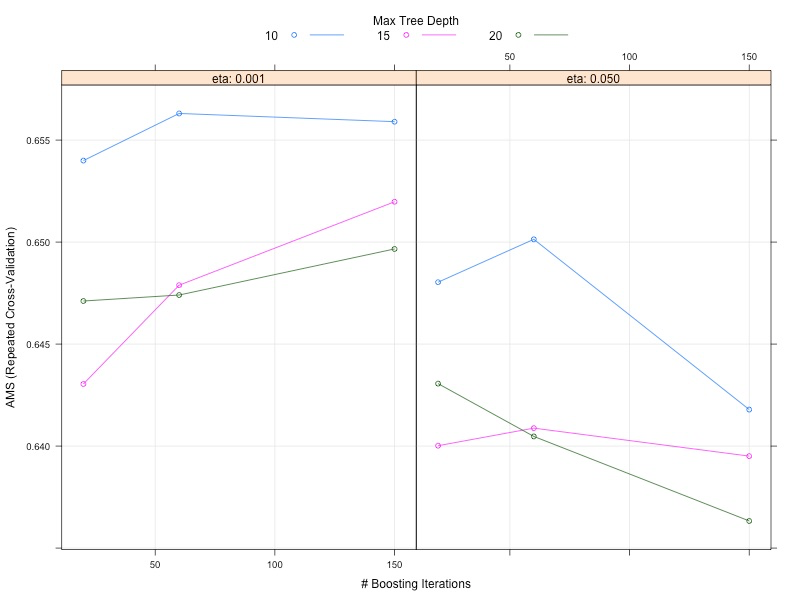 Max Tree Depth
10 15 20
50 100 150
eta: 0.001 eta: 0.050
0.655
0.650
0.645
0.640
AMS (Repeated Cross-Validation)
50 100 150
# Boosting Iterations